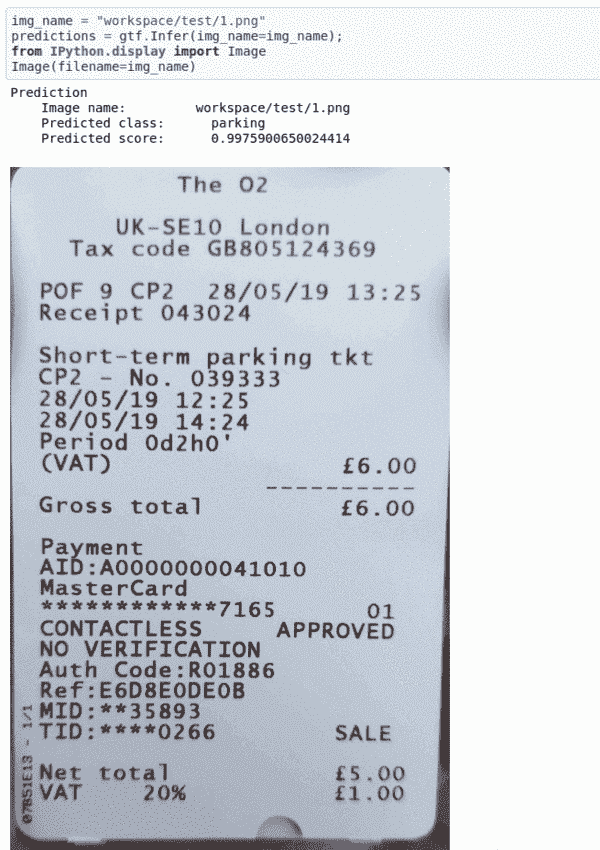 img_name = "workspace/test/1.png"
predictions = gtf.Infer(img_name=img_name);
from IPython.display import Image
Image(filename=img_name)
Prediction
Image name: workspace/test/1.png
Predicted class: parking
Predicted score: 0.9975900650024414
The O2
UK-SE10 London
Tax code GB805124369
POF 9 CP2 28/05/19 13:25
Receipt 043024
Short-term parking tkt
CP2 - No. 039333
28/05/19 12:25
28/05/19 14:24
Period 0d2h0'
(VAT) £6.00
----------
Gross total £6.00
Payment
AID:A0000000041010
MasterCard
************7165 01
CONTACTLESS APPROVED
NO VERIFICATION
Auth Code:R01886
Ref:E6D8E0DE0B
MID:**35893
TID:****0266 SALE
Net total £5.00
VAT 20% £1.00
07651E13 - 1/1